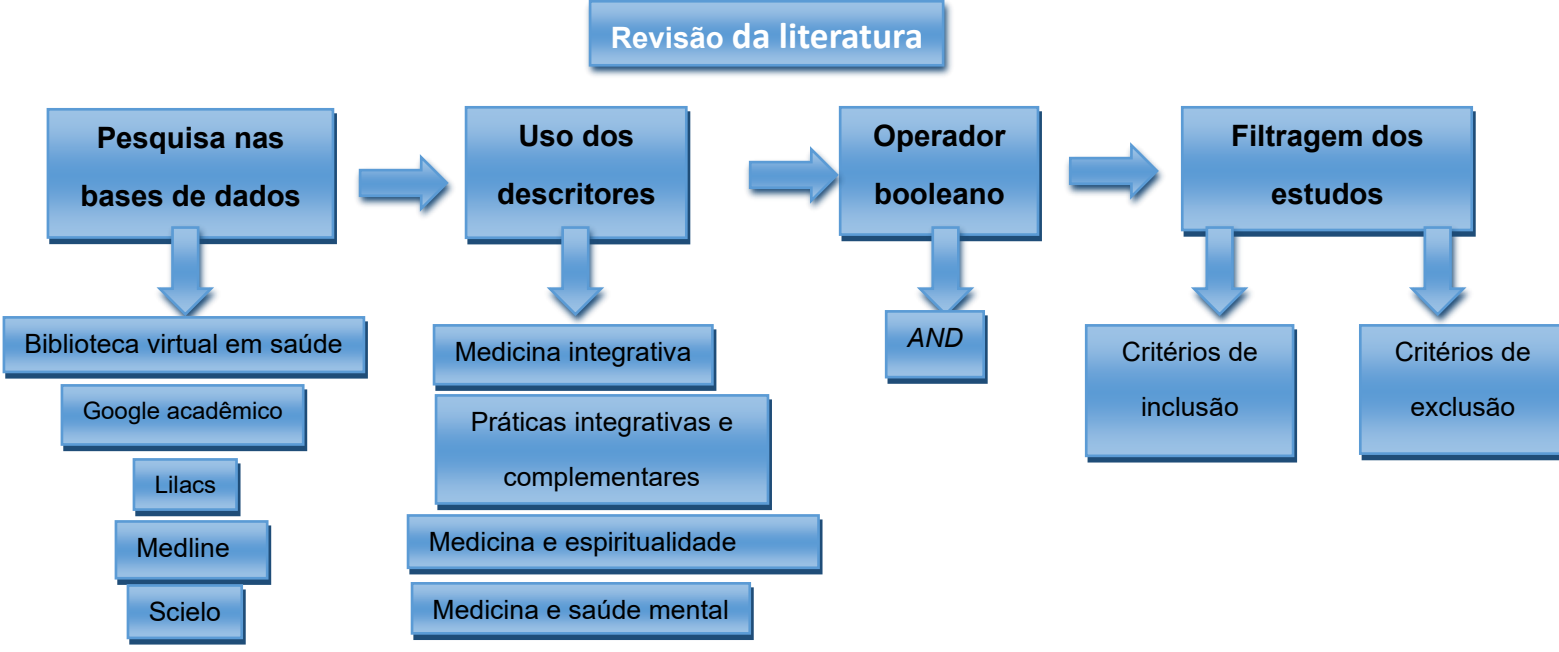 Revisão da literatura
Pesquisa nas
bases de dados
Uso dos
descritores
Operador
booleano
Filtragem dos
estudos
Biblioteca virtual em saúde
Google acadêmico
Lilacs
Medline
Scielo
Medicina integrativa
Práticas integrativas e
complementares
Medicina e espiritualidade
Medicina e saúde mental
AND
Critérios de
inclusão
Critérios de
exclusão